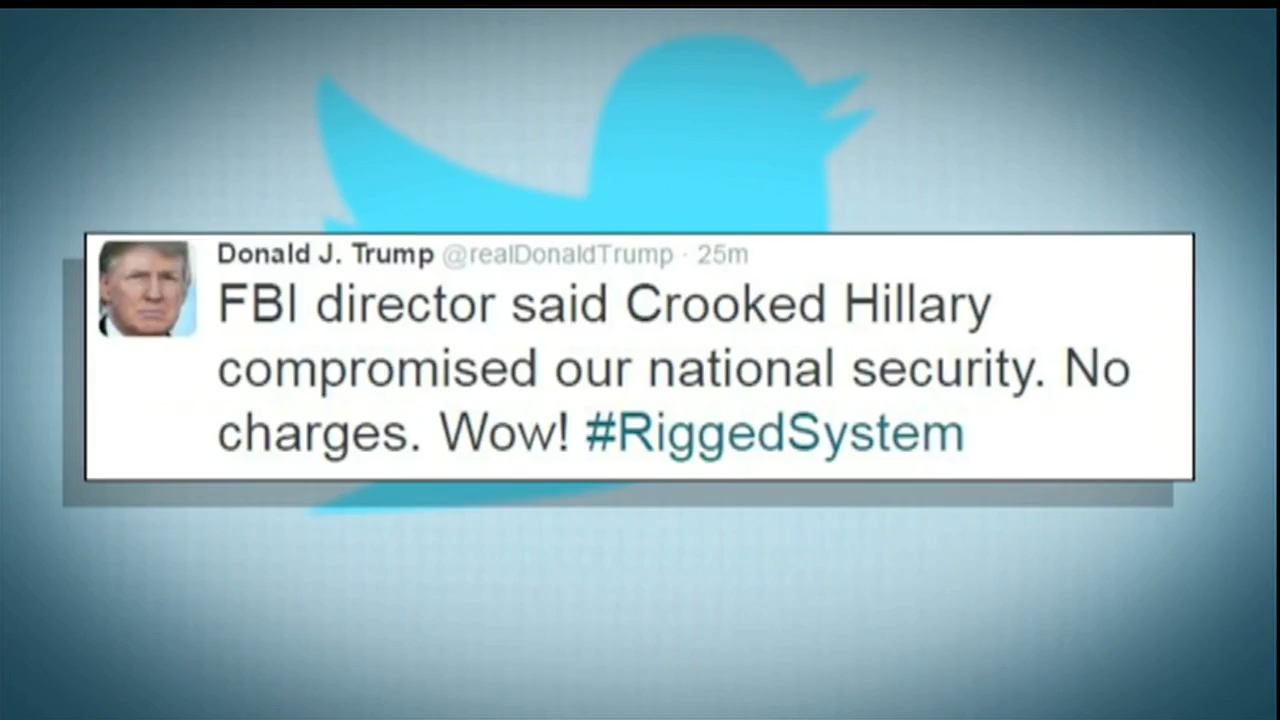 Donald J. Trump @realDonaldTrump · 25m
FBI director said Crooked Hillary
compromised our national security. No
charges. Wow! #RiggedSystem